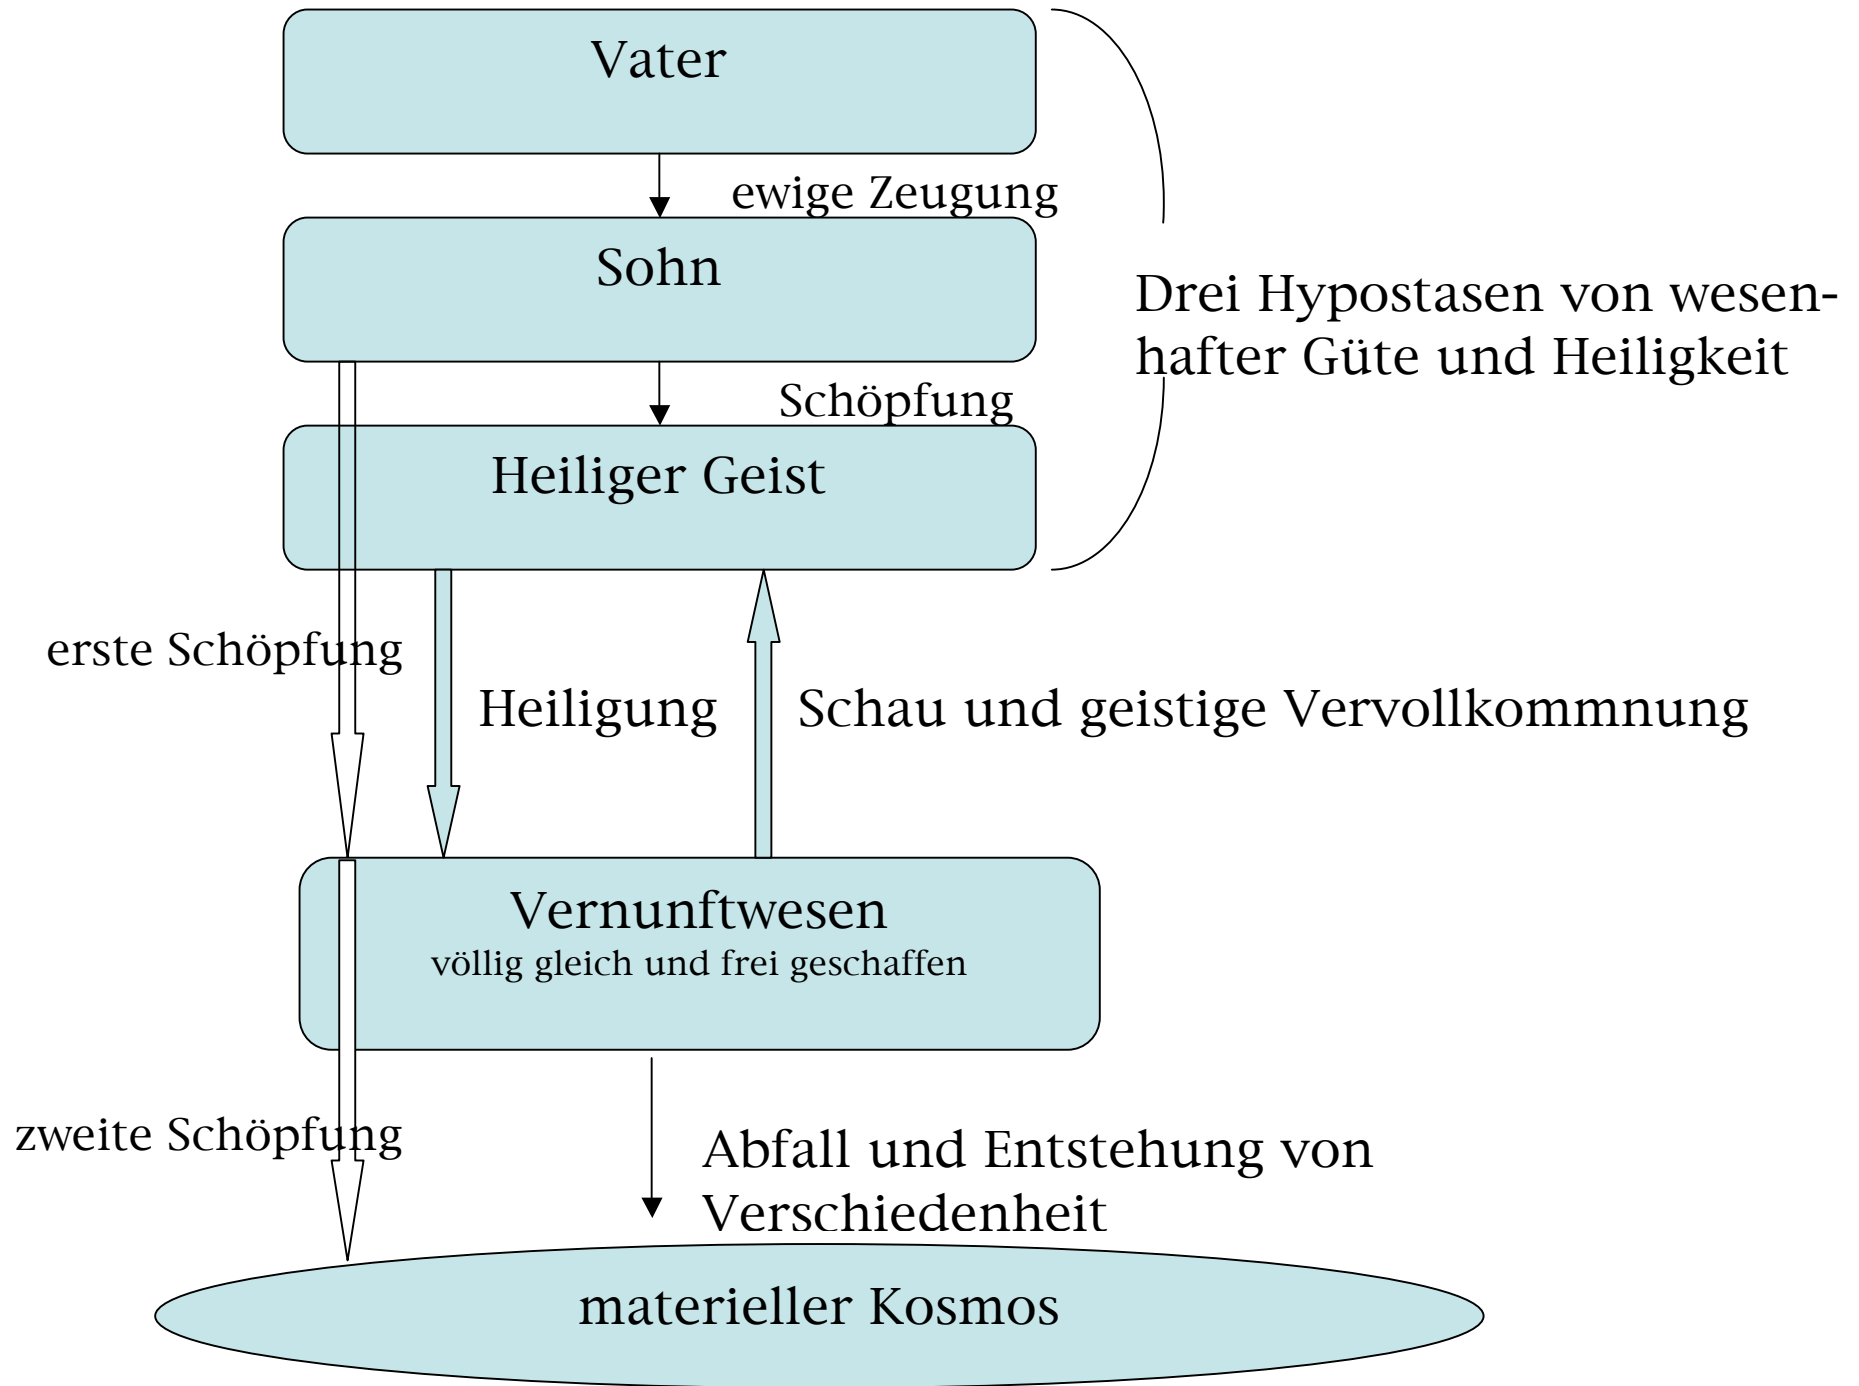 Vater
ewige Zeugung
Sohn
Drei Hypostasen von wesen-
hafter Güte und Heiligkeit
Schöpfung
Heiliger Geist
erste Schöpfung
Heiligung
Schau und geistige Vervollkommnung
Vernunftwesen
völlig gleich und frei geschaffen
zweite Schöpfung
Abfall und Entstehung von
Verschiedenheit
materieller Kosmos